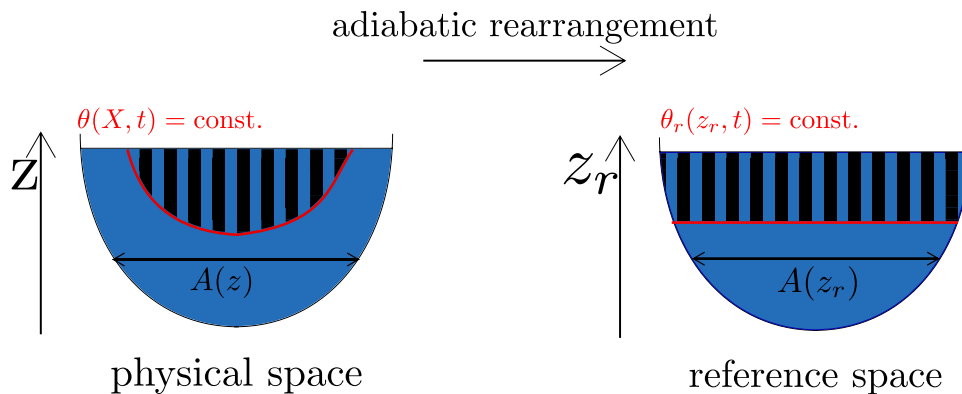 adiabatic rearrangement
θ(X, t) = const.
θ_r(z_r, t) = const.
z
z_r
A(z)
A(z_r)
physical space
reference space